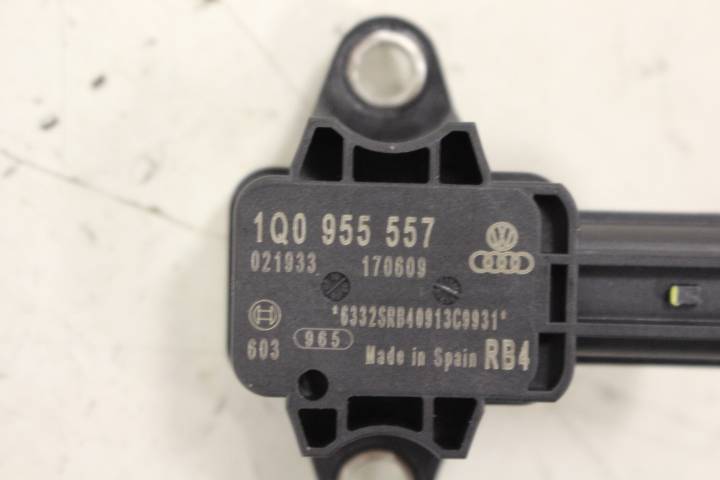 1Q0 955 557
021933 170609
*6332SRB40913C9931*
603 965 Made in Spain RB4